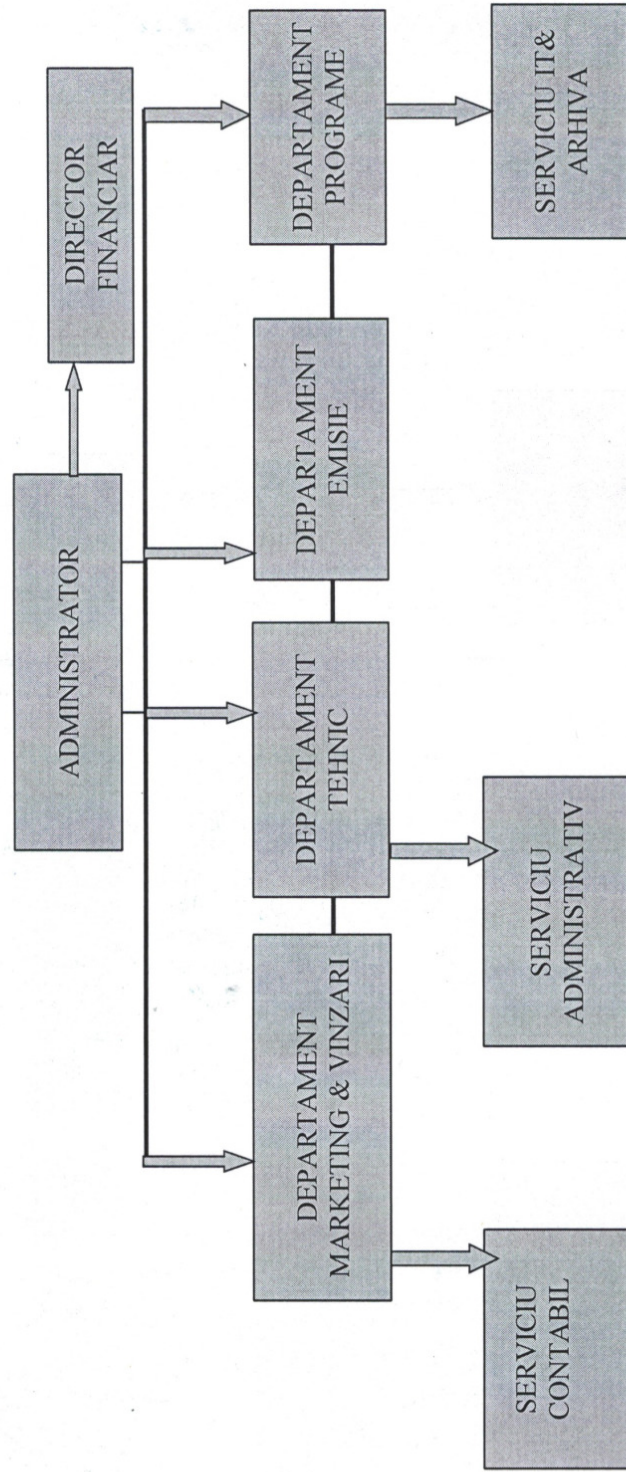 ADMINISTRATOR
DIRECTOR
FINANCIAR
DEPARTAMENT
MARKETING & VINZARI
DEPARTAMENT
TEHNIC
DEPARTAMENT
EMISIE
DEPARTAMENT
PROGRAME
SERVICIU
CONTABIL
SERVICIU
ADMINISTRATIV
SERVICIU IT&
ARHIVA